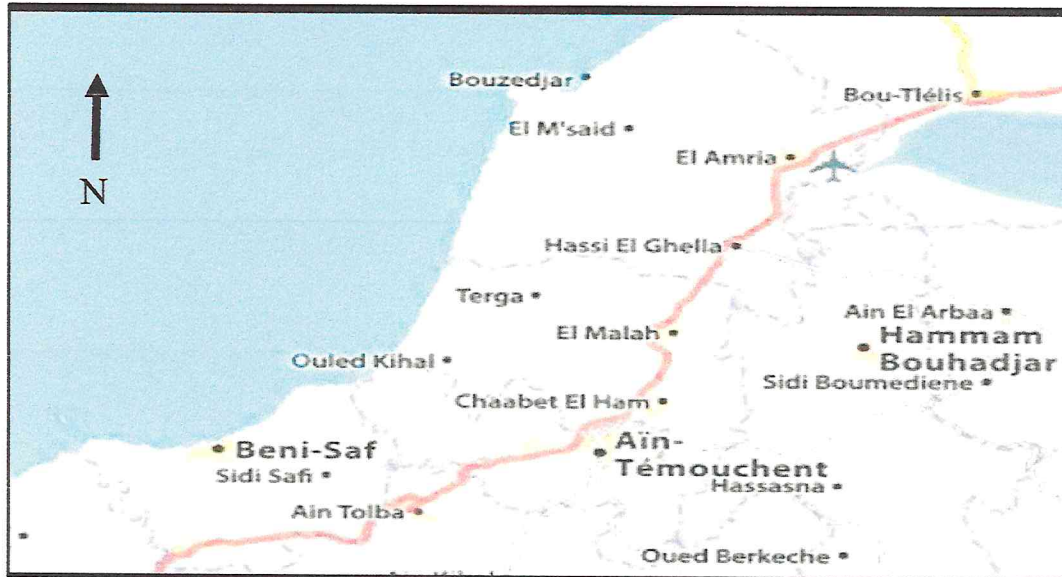 Bouzedjar
Bou-Tlélis
El M'said
El Amria
N
Hassi El Ghella
Terga
Ain El Arbaa
El Malah
Hammam
Bouhadjar
Ouled Kihal
Sidi Boumediene
Chaabet El Ham
Aïn-
Témouchent
Beni-Saf
Sidi Safi
Hassasna
Ain Tolba
Oued Berkeche